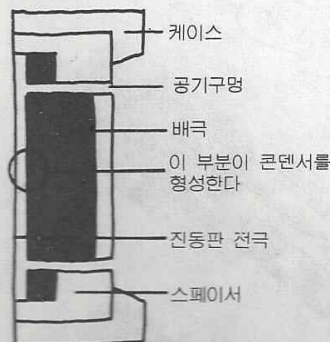 케이스
공기구멍
배극
이 부분이 콘덴서를
형성한다
진동판 전극
스페이서